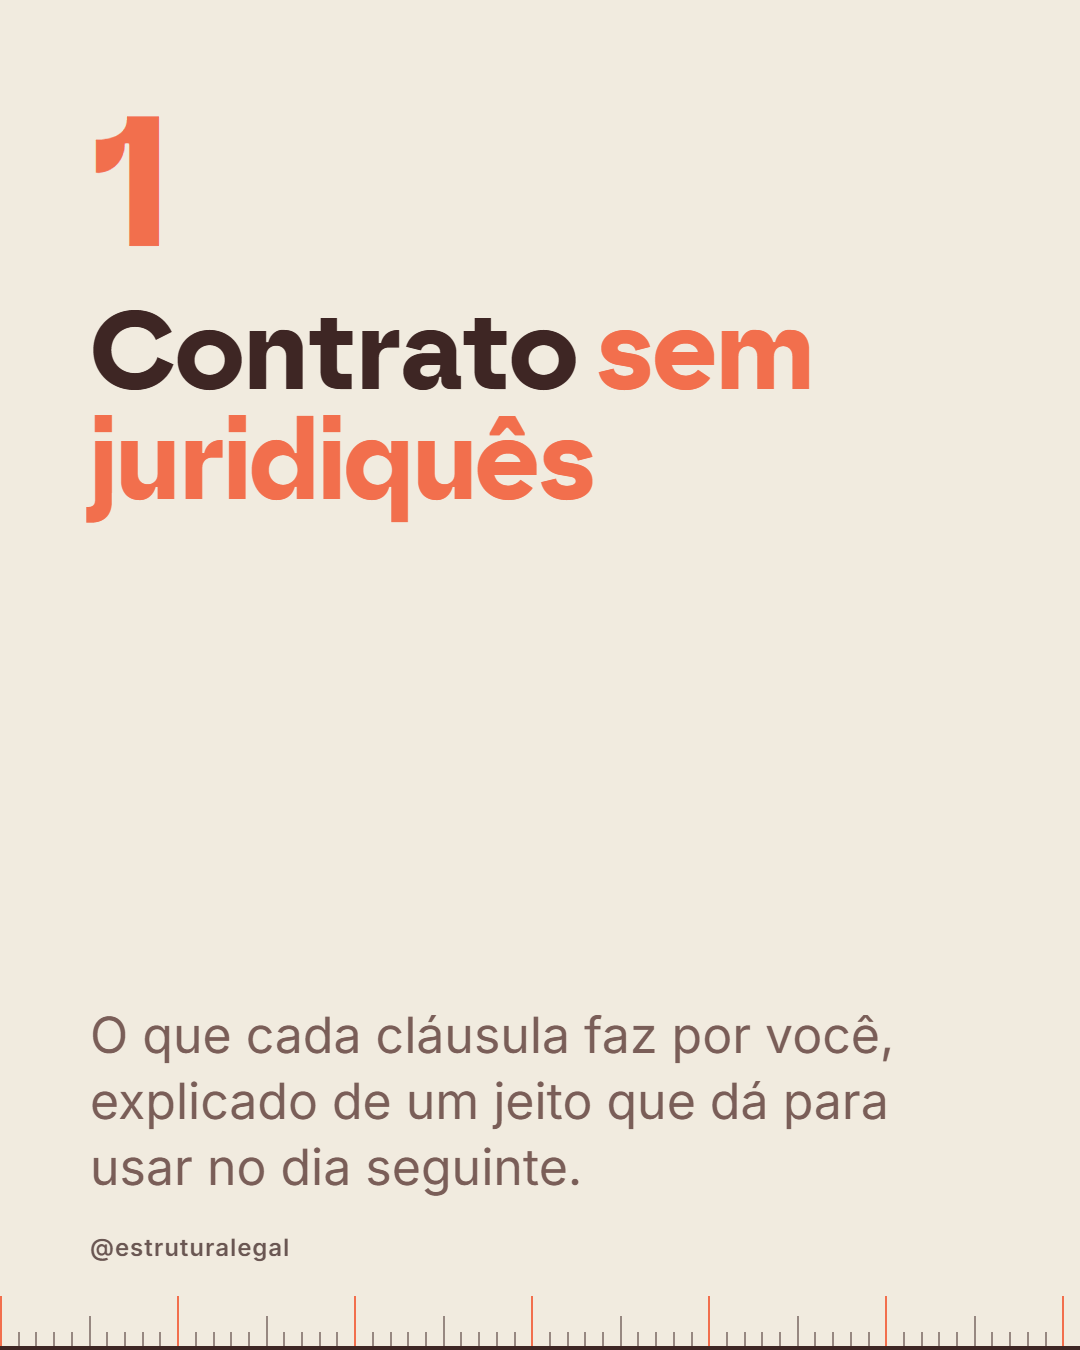 1
Contrato sem
juridiquês
O que cada cláusula faz por você,
explicado de um jeito que dá para
usar no dia seguinte.
@estruturalegal